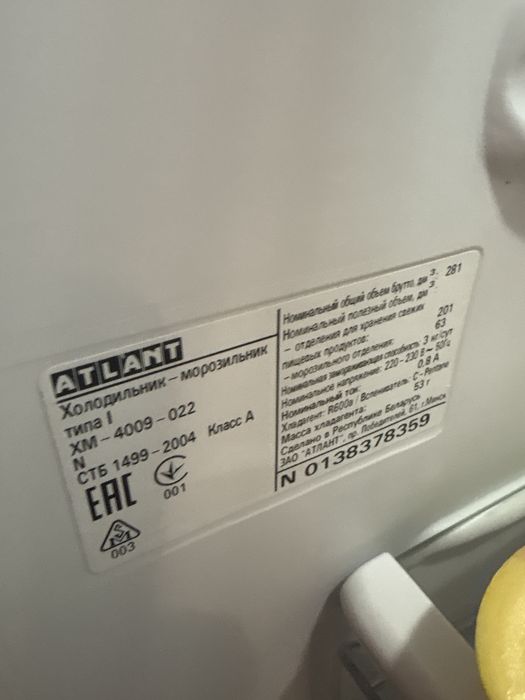 ATLANT
Холодильник – морозильник
типа I
ХМ – 4009 – 022
N
СТБ 1499 – 2004 Класс А
ЕАС
001
003
Номинальный общий объем брутто, дм³: 281
Номинальный полезный объем, дм³:
– отделения для хранения свежих
пищевых продуктов: 201
– морозильного отделения: 63
Номинальная замораживающая способность: 3 кг/сут
Номинальное напряжение: 220 – 230 В ~ 50Гц
Номинальный ток: 0,8 А
Хладагент: R600a / Вспениватель: C - Pentane
Масса хладагента: 53 г
Сделано в Республике Беларусь
ЗАО "АТЛАНТ", пр. Победителей, 61, г.Минск
N 0138378359